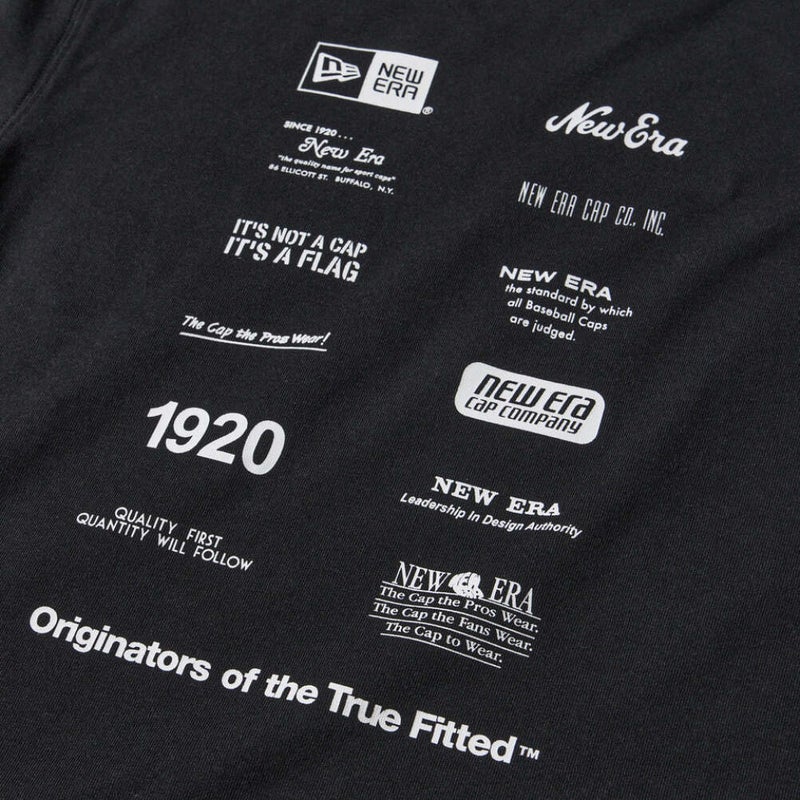 NE NEW
ERA®
SINCE 1920...
New Era
"the quality name for sport caps"
86 ELLICOTT ST. BUFFALO, N.Y.
IT'S NOT A CAP
IT'S A FLAG
The Cap the Pros Wear!
1920
QUALITY FIRST
QUANTITY WILL FOLLOW
New Era
NEW ERA CAP CO., INC.
NEW ERA
the standard by which
all Baseball Caps
are judged.
new era
cap company
NEW ERA
Leadership In Design Authority
NEW ERA
The Cap the Pros Wear.
The Cap the Fans Wear.
The Cap to Wear.
Originators of the True Fitted™